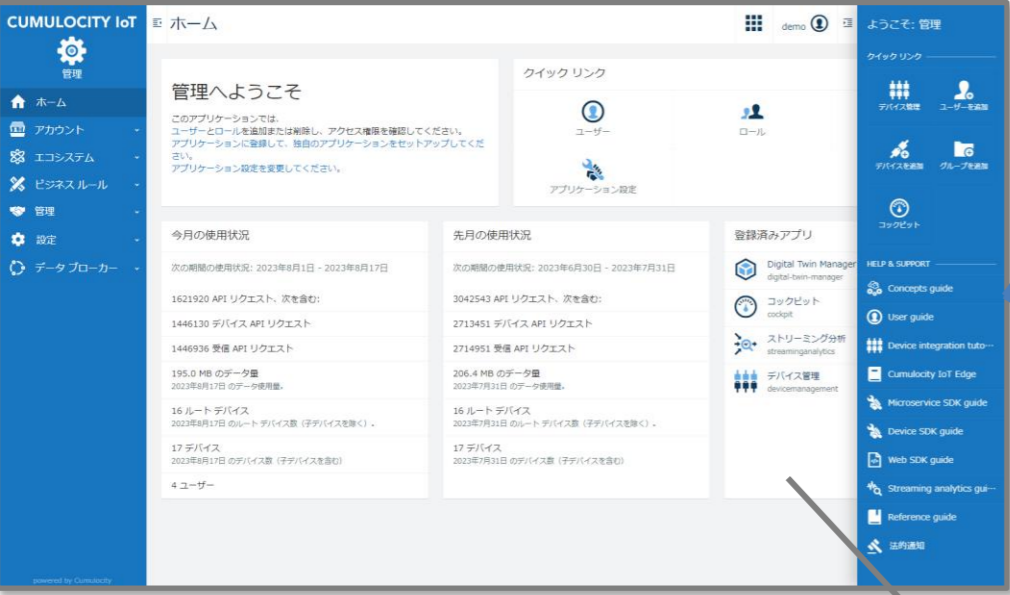 CUMULOCITY IoT
管理
ホーム
アカウント
エコシステム
ビジネス ルール
管理
設定
データ ブローカー
powered by Cumulocity
ホーム
demo
管理へようこそ
このアプリケーションでは、
ユーザーとロールを追加または削除し、アクセス権限を確認してください。
アプリケーションに登録して、独自のアプリケーションをセットアップしてくだ
さい。
アプリケーション設定を変更してください。
クイック リンク
ユーザー
ロール
アプリケーション設定
今月の使用状況
次の期間の使用状況: 2023年8月1日 - 2023年8月17日
1621920 API リクエスト、次を含む:
1446130 デバイス API リクエスト
1446936 受信 API リクエスト
195.0 MB のデータ量
2023年8月17日 のデータ使用量。
16 ルート デバイス
2023年8月17日 のルート デバイス数（子デバイスを除く）。
17 デバイス
2023年8月17日 のデバイス数（子デバイスを含む）
4 ユーザー
先月の使用状況
次の期間の使用状況: 2023年6月30日 - 2023年7月31日
3042543 API リクエスト、次を含む:
2713451 デバイス API リクエスト
2714951 受信 API リクエスト
206.4 MB のデータ量
2023年7月31日 のデータ使用量。
16 ルート デバイス
2023年7月31日 のルート デバイス数（子デバイスを除く）。
17 デバイス
2023年7月31日 のデバイス数（子デバイスを含む）
登録済みアプリ
Digital Twin Manager
digital-twin-manager
コックピット
cockpit
ストリーミング分析
streaminganalytics
デバイス管理
devicemanagement
ようこそ: 管理
クイック リンク
デバイス管理
ユーザーを追加
デバイスを追加
グループを追加
コックピット
HELP & SUPPORT
Concepts guide
User guide
Device integration tuto…
Cumulocity IoT Edge
Microservice SDK guide
Device SDK guide
Web SDK guide
Streaming analytics gui…
Reference guide
法的通知